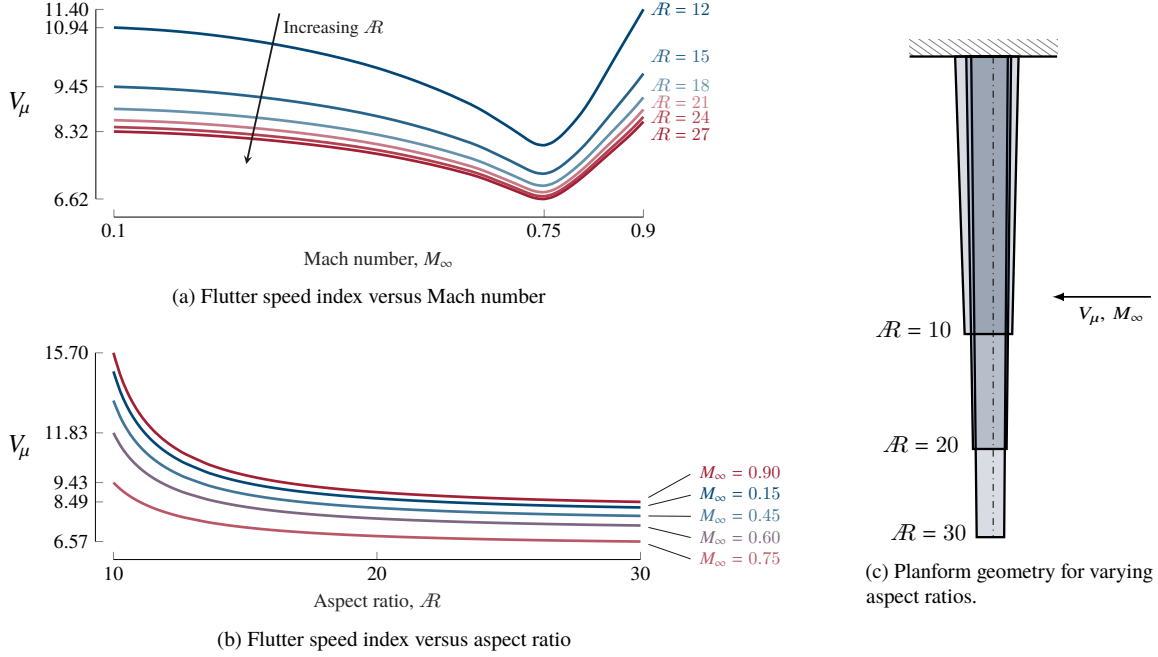 11.40
10.94
9.45
8.32
6.62
V_μ
Increasing Æ
Æ = 12
Æ = 15
Æ = 18
Æ = 21
Æ = 24
Æ = 27
0.1
0.75
0.9
Mach number, M_∞
(a) Flutter speed index versus Mach number
15.70
11.83
9.43
8.49
6.57
V_μ
M_∞ = 0.90
M_∞ = 0.15
M_∞ = 0.45
M_∞ = 0.60
M_∞ = 0.75
10
20
30
Aspect ratio, Æ
(b) Flutter speed index versus aspect ratio
V_μ, M_∞
Æ = 10
Æ = 20
Æ = 30
(c) Planform geometry for varying
aspect ratios.